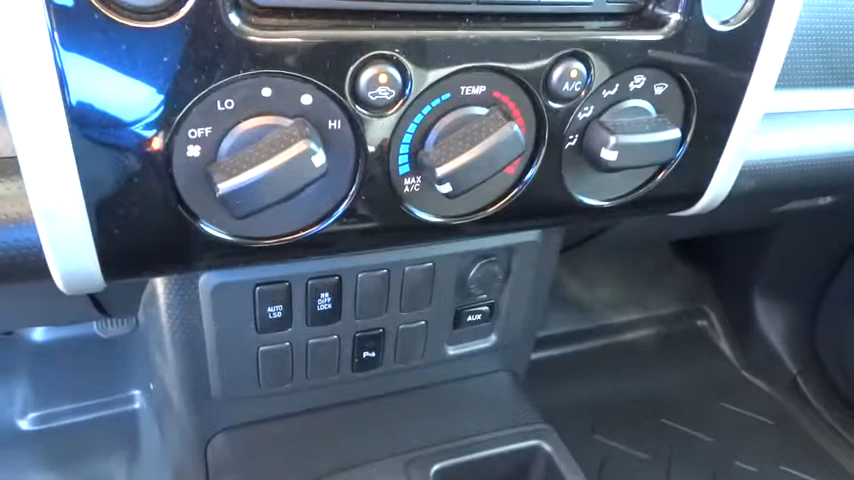 LO
HI
OFF
TEMP
MAX
A/C
A/C
AUTO
LSD
RR
DIFF
LOCK
AUX
P